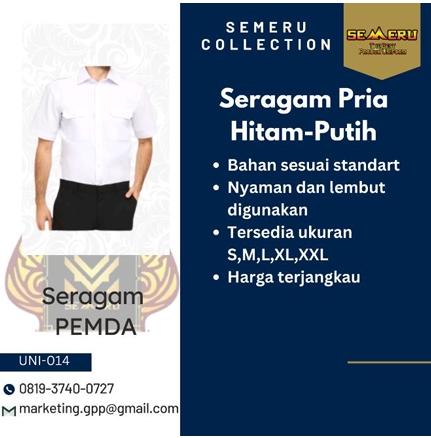 SEMERU
COLLECTION
SEMERU
Seragam Pria
Hitam-Putih
Bahan sesuai standart
Nyaman dan lembut
digunakan
Tersedia ukuran
S,M,L,XL,XXL
Harga terjangkau
SEMERU
Seragam
PEMDA
UNI-014
0819-3740-0727
marketing.gpp@gmail.com